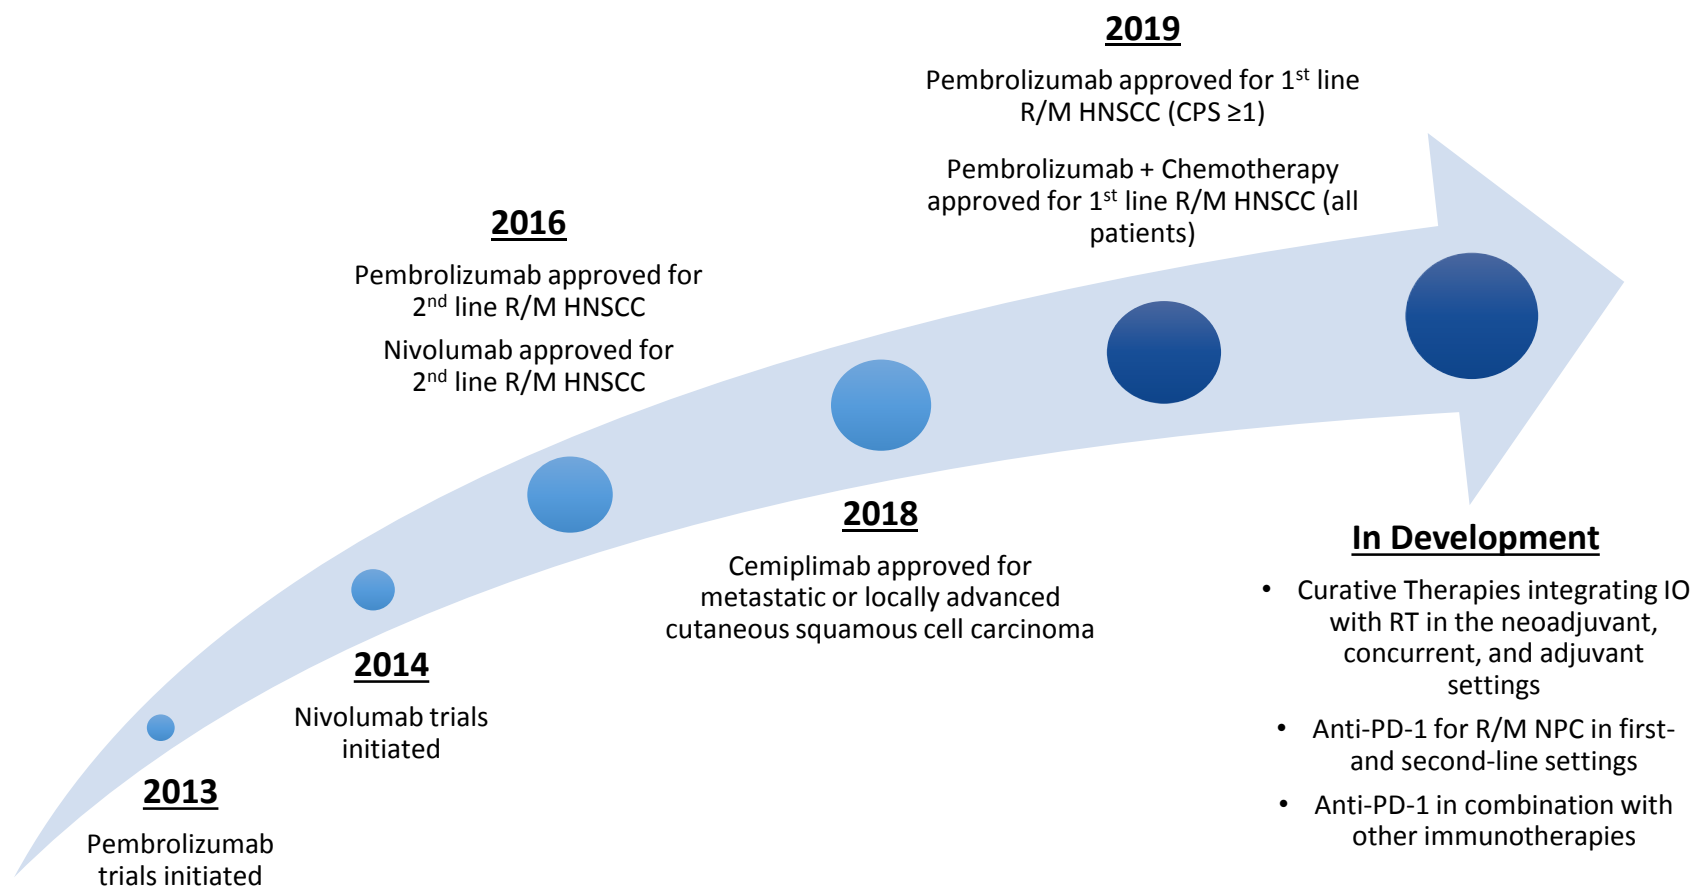 2013
Pembrolizumab
trials initiated
2014
Nivolumab trials
initiated
2016
Pembrolizumab approved for
2nd line R/M HNSCC
Nivolumab approved for
2nd line R/M HNSCC
2018
Cemiplimab approved for
metastatic or locally advanced
cutaneous squamous cell carcinoma
2019
Pembrolizumab approved for 1st line
R/M HNSCC (CPS ≥1)
Pembrolizumab + Chemotherapy
approved for 1st line R/M HNSCC (all
patients)
In Development
• Curative Therapies integrating IO
with RT in the neoadjuvant,
concurrent, and adjuvant
settings
• Anti-PD-1 for R/M NPC in first-
and second-line settings
• Anti-PD-1 in combination with
other immunotherapies